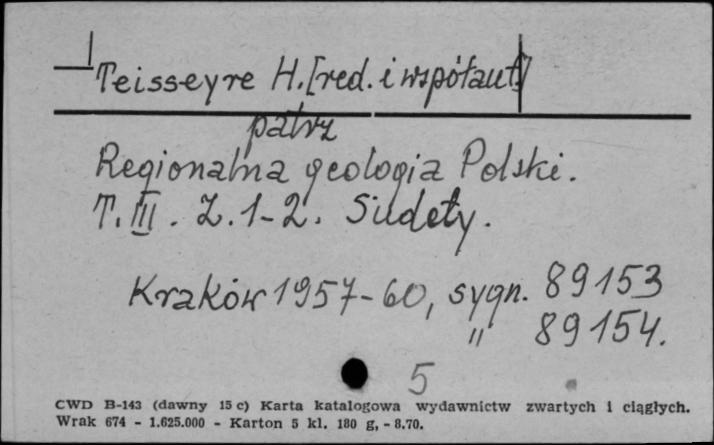 Teisseyre H. [red. i współaut.]
patrz
Regionalna geologia Polski.
T. III. Z. 1-2. Sudety.
Kraków 1957-60, sygn. 89153
" 89154.
5
CWD B-143 (dawny 15 c) Karta katalogowa wydawnictw zwartych i ciągłych.
Wrak 674 - 1.625.000 - Karton 5 kl. 180 g, - 8.70.